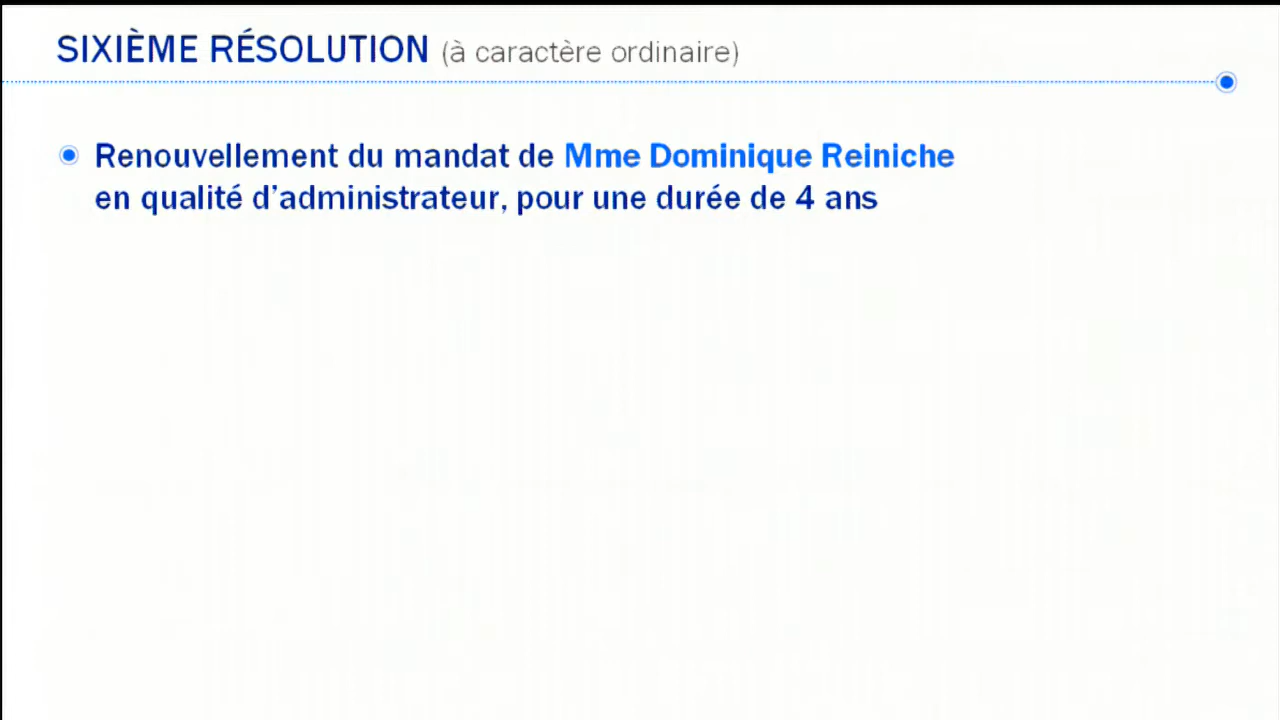 SIXIÈME RÉSOLUTION (à caractère ordinaire)
Renouvellement du mandat de Mme Dominique Reiniche
en qualité d’administrateur, pour une durée de 4 ans